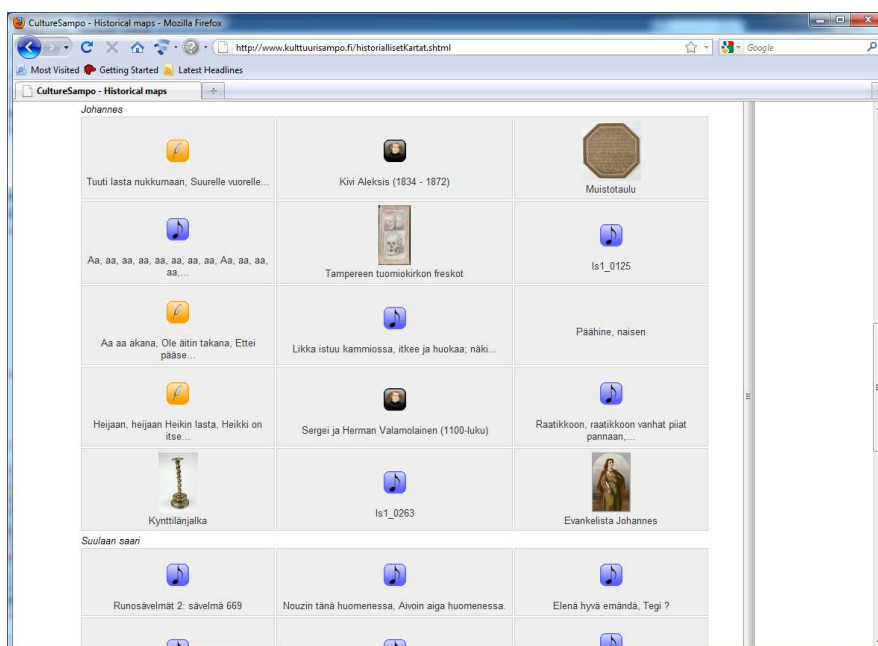 CultureSampo - Historical maps - Mozilla Firefox
http://www.kulttuurisampo.fi/historiallisetKartat.shtml
Google
Most Visited Getting Started Latest Headlines
CultureSampo - Historical maps
Johannes
Tuuti lasta nukkumaan, Suurelle vuorelle...
Kivi Aleksis (1834 - 1872)
Muistotaulu
Aa, aa, aa, aa, aa, aa, aa, aa, Aa, aa, aa,
aa,...
Tampereen tuomiokirkon freskot
ls1_0125
Aa aa akana, Ole äitin takana, Ettei
pääse...
Likka istuu kammiossa, itkee ja huokaa; näki...
Päähine, naisen
Heijaan, heijaan Heikin lasta, Heikki on
itse...
Sergei ja Herman Valamolainen (1100-luku)
Raatikkoon, raatikkoon vanhat piiat
pannaan,...
Kynttilänjalka
ls1_0263
Evankelista Johannes
Suulaan saari
Runosävelmät 2: sävelmä 669
Nouzin tänä huomenessa, Aivoin aiga huomenessa.
Elenä hyvä emändä, Tegi ?